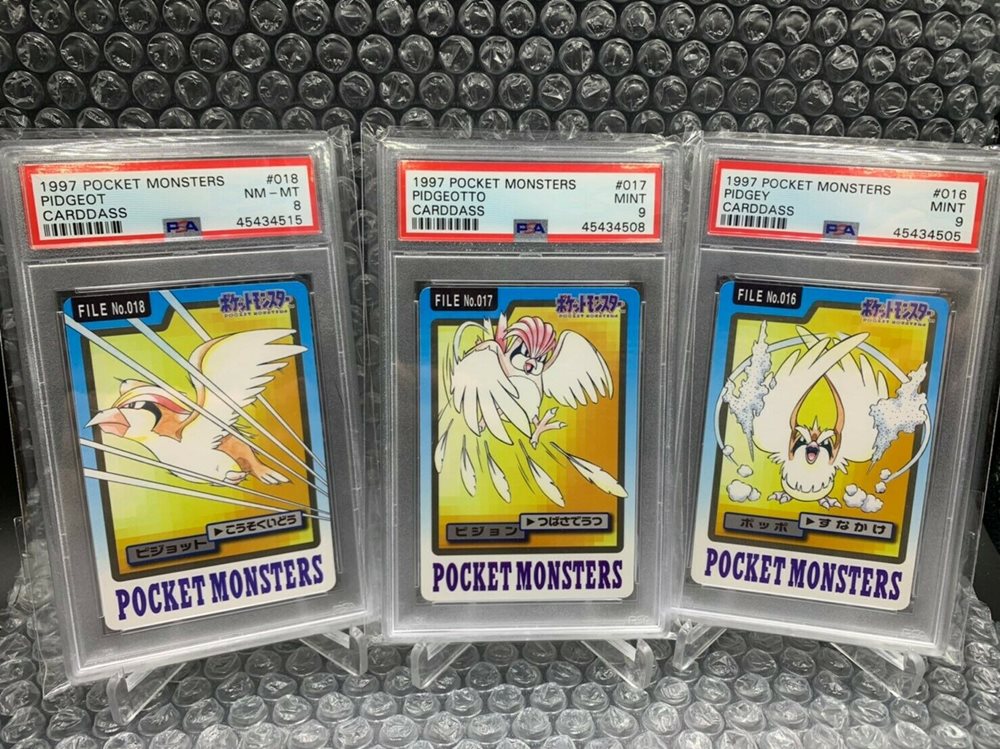 1997 POCKET MONSTERS #018
PIDGEOT NM-MT
CARDDASS 8
PSA 45434515
FILE No.018
ポケットモンスター
POCKET MONSTERS
▶こうそくいどう
ピジョット
POCKET MONSTERS
1997 POCKET MONSTERS #017
PIDGEOTTO MINT
CARDDASS 9
PSA 45434508
FILE No.017
ポケットモンスター
POCKET MONSTERS
▶つばさでうつ
ピジョン
POCKET MONSTERS
1997 POCKET MONSTERS #016
PIDGEY MINT
CARDDASS 9
PSA 45434505
FILE No.016
ポケットモンスター
POCKET MONSTERS
▶すなかけ
ポッポ
POCKET MONSTERS